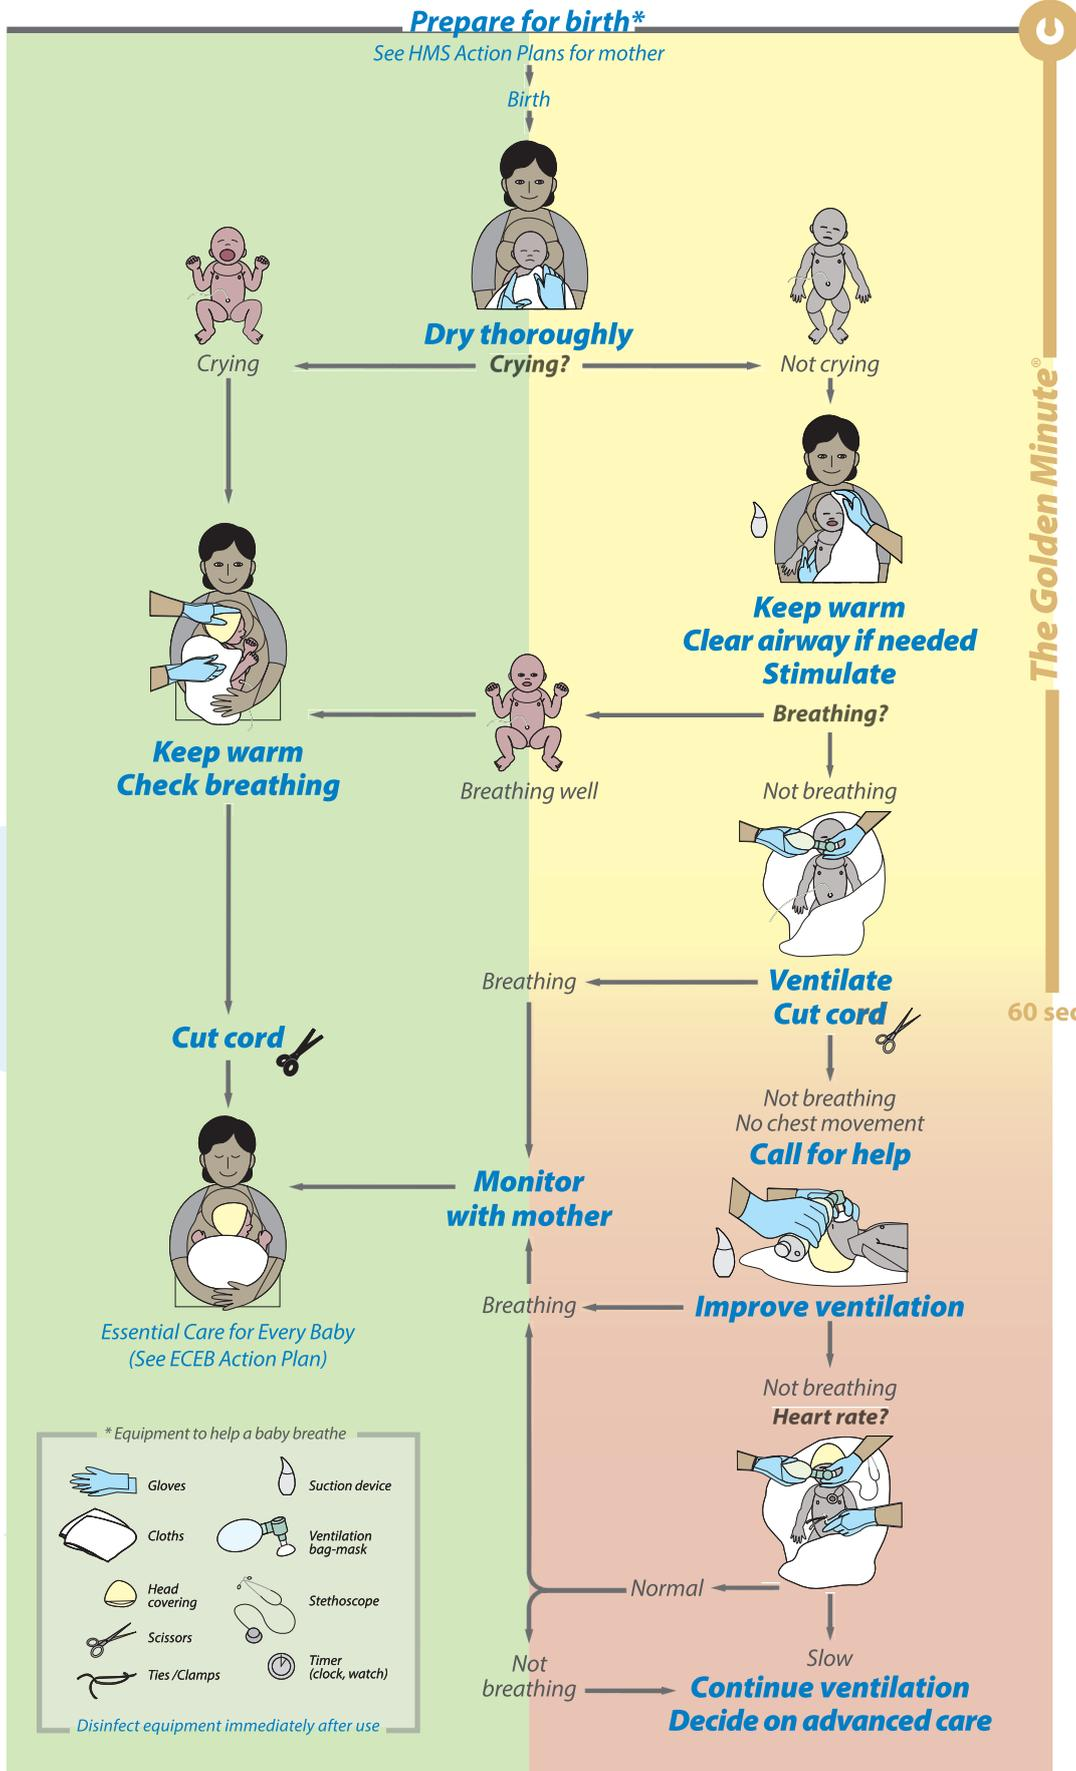 Prepare for birth*
See HMS Action Plans for mother
Birth
Dry thoroughly
Crying
Crying?
Not crying
The Golden Minute®
Keep warm
Clear airway if needed
Stimulate
Breathing?
Keep warm
Check breathing
Breathing well
Not breathing
Breathing
Ventilate
Cut cord
60 sec
Cut cord
Not breathing
No chest movement
Call for help
Monitor
with mother
Breathing
Improve ventilation
Essential Care for Every Baby
(See ECEB Action Plan)
Not breathing
Heart rate?
* Equipment to help a baby breathe
Gloves
Suction device
Cloths
Ventilation
bag-mask
Head
covering
Stethoscope
Scissors
Ties /Clamps
Timer
(clock, watch)
Disinfect equipment immediately after use
Normal
Not
breathing
Slow
Continue ventilation
Decide on advanced care